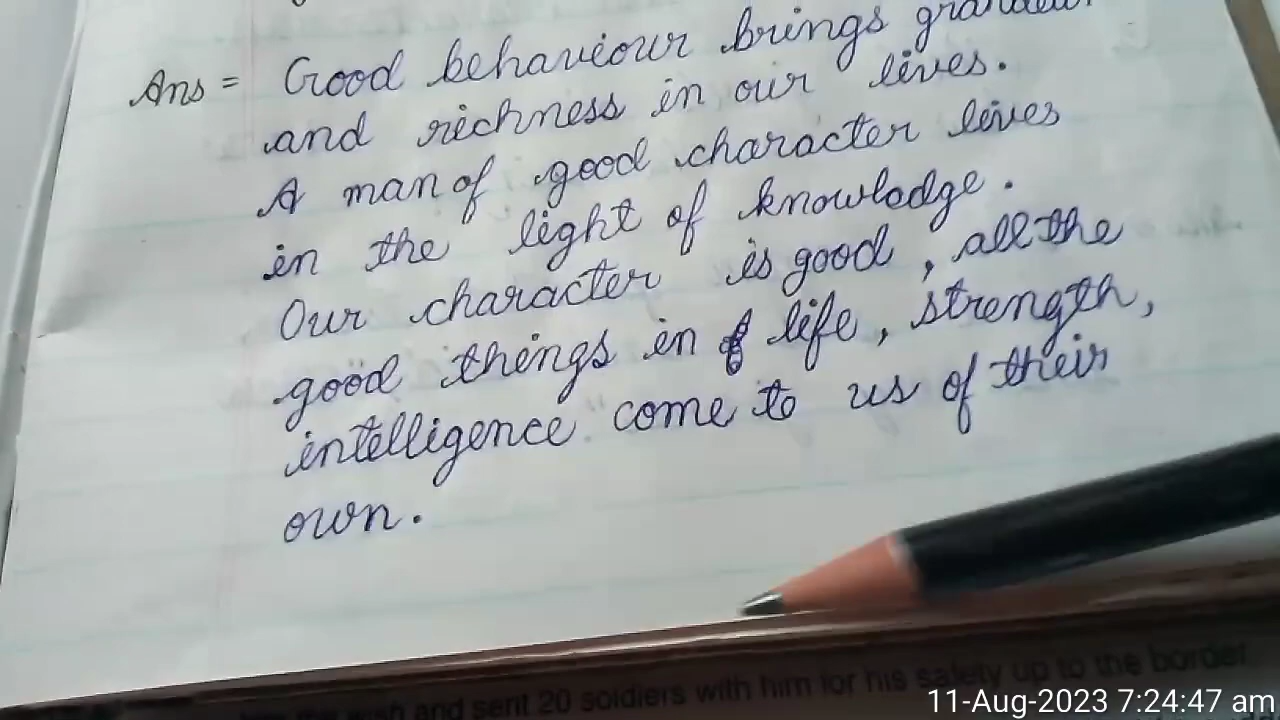 Ans = Good behaviour brings grandeur
and richness in our lives.
A man of good character lives
in the light of knowledge.
Our character is good, all the
good things in life, strength,
intelligence come to us of their
own.
and sent 20 soldiers with him for his safety up to the border
11-Aug-2023 7:24:47 am